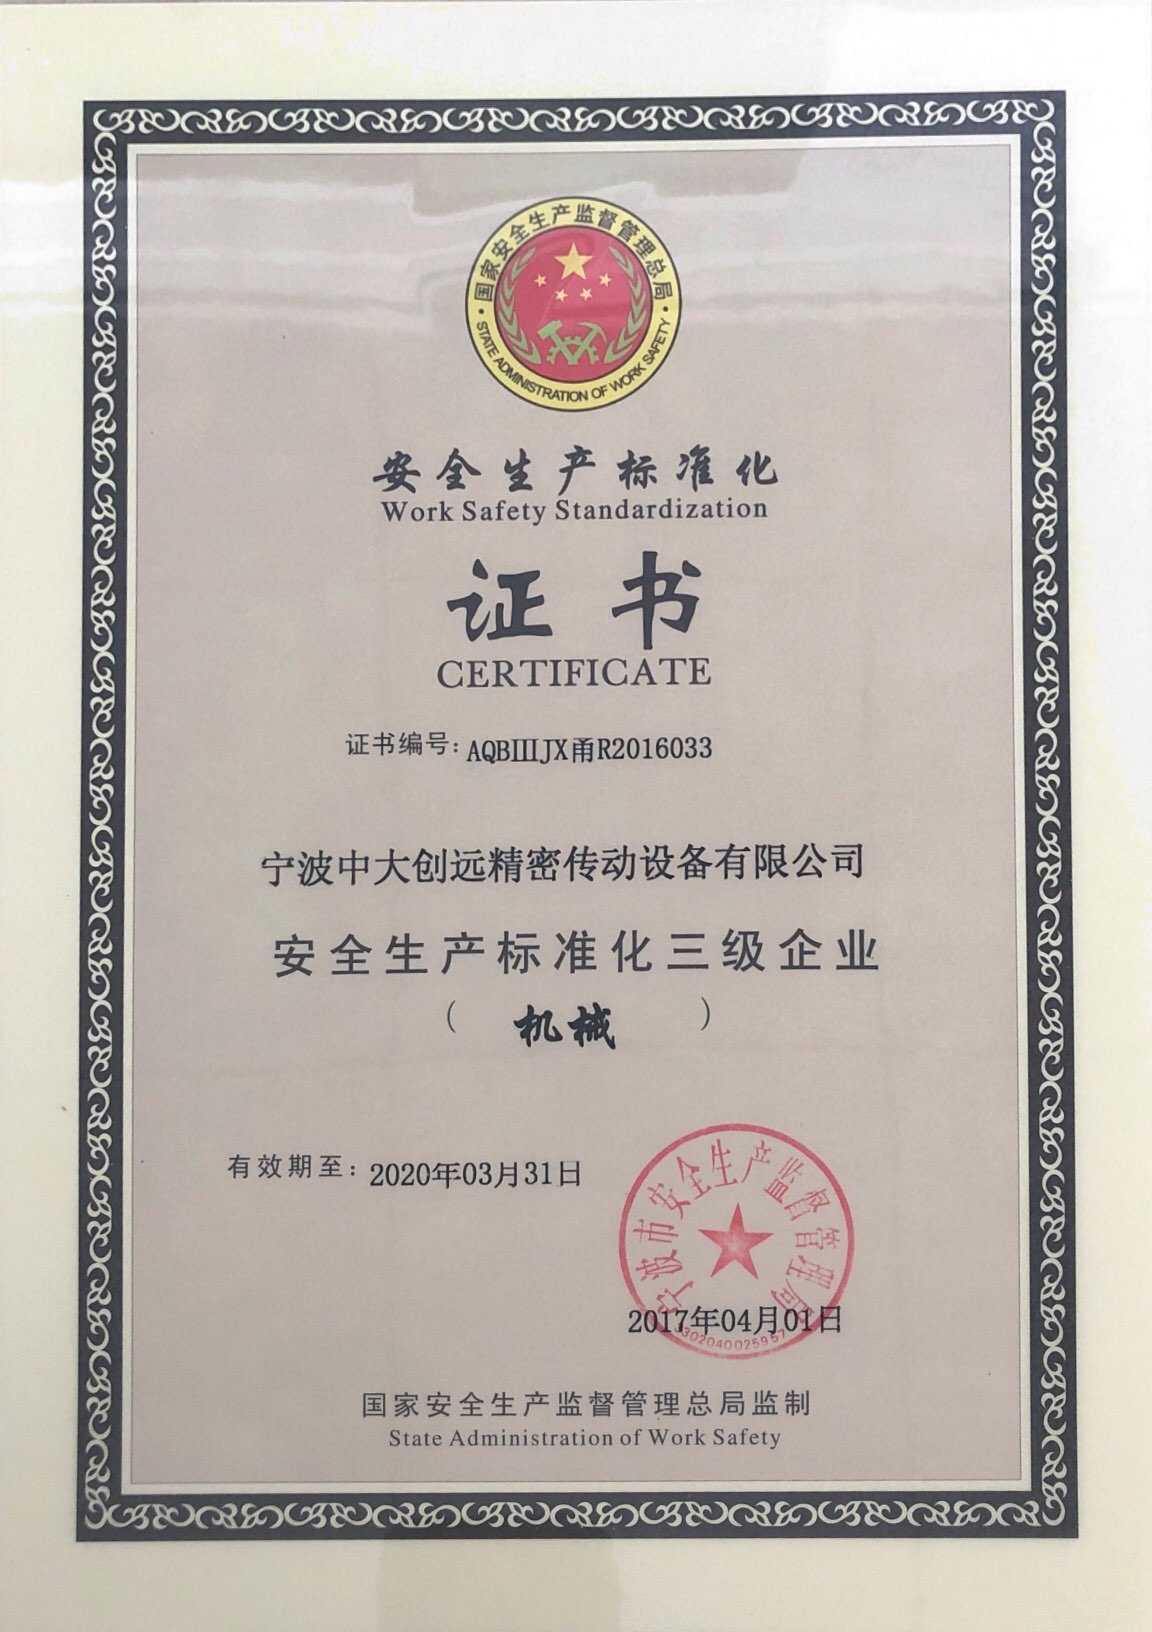 国家安全生产监督管理总局
STATE ADMINISTRATION OF WORK SAFETY
安全生产标准化
Work Safety Standardization
证书
CERTIFICATE
证书编号: AQBⅢJX甬R2016033
宁波中大创远精密传动设备有限公司
安全生产标准化三级企业
( 机械 )
有效期至: 2020年03月31日
宁波市安全生产监督管理局
2017年04月01日
3302040025957
国家安全生产监督管理总局监制
State Administration of Work Safety